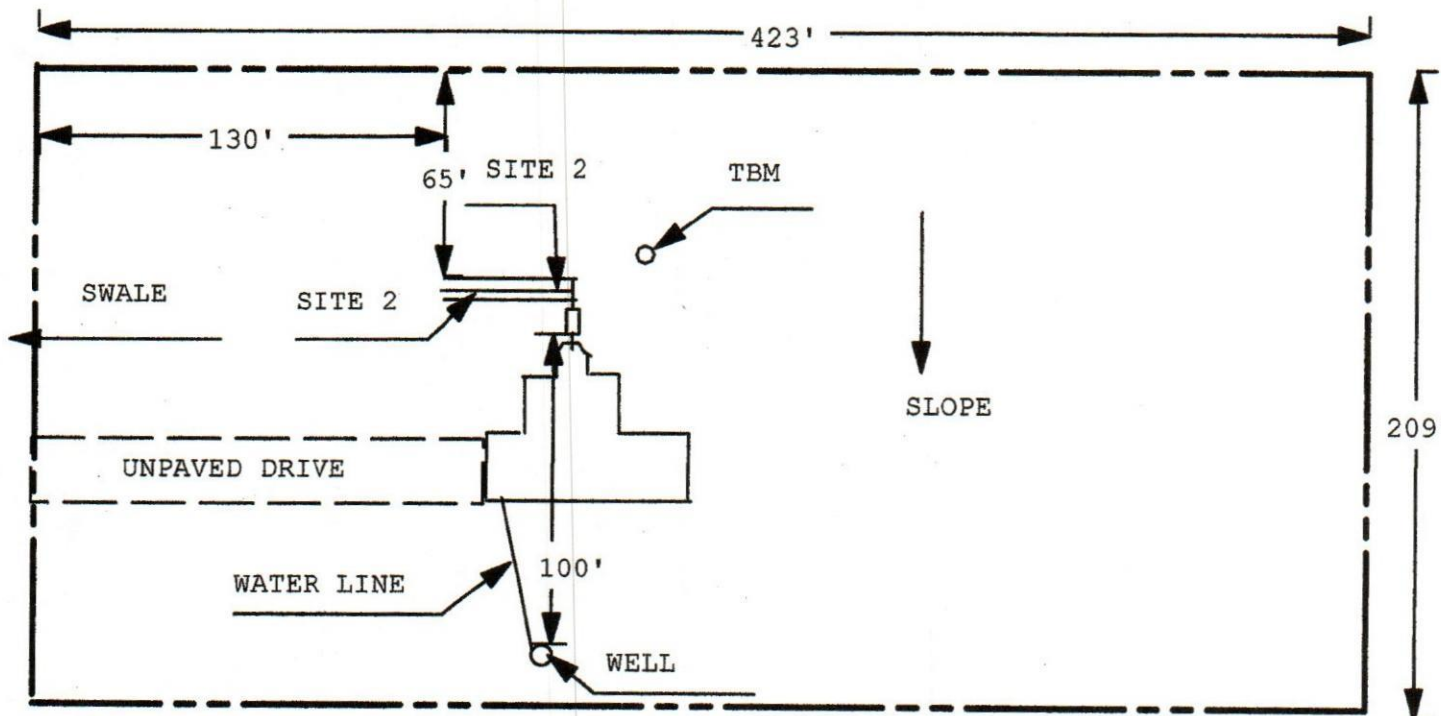 423'
130'
65'
SITE 2
TBM
SWALE
SITE 2
SLOPE
209
UNPAVED DRIVE
100'
WATER LINE
WELL